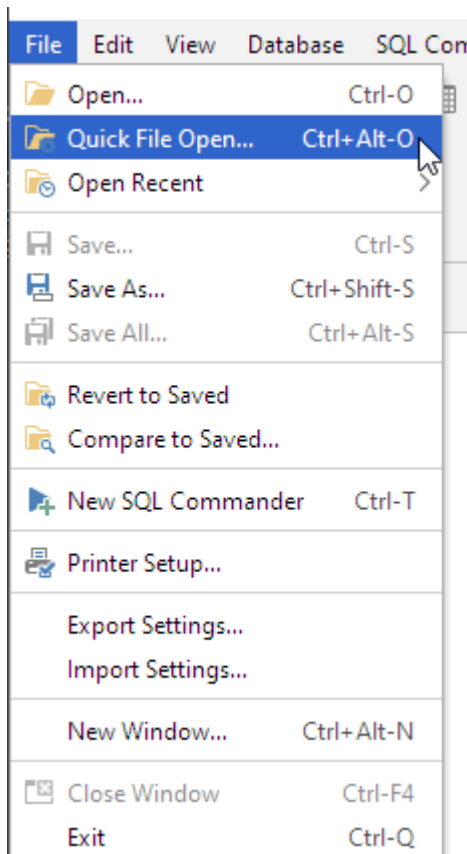 File Edit View Database SQL Com
Open... Ctrl-O
Quick File Open... Ctrl+Alt-O
Open Recent
Save... Ctrl-S
Save As... Ctrl+Shift-S
Save All... Ctrl+Alt-S
Revert to Saved
Compare to Saved...
New SQL Commander Ctrl-T
Printer Setup...
Export Settings...
Import Settings...
New Window... Ctrl+Alt-N
Close Window Ctrl-F4
Exit Ctrl-Q